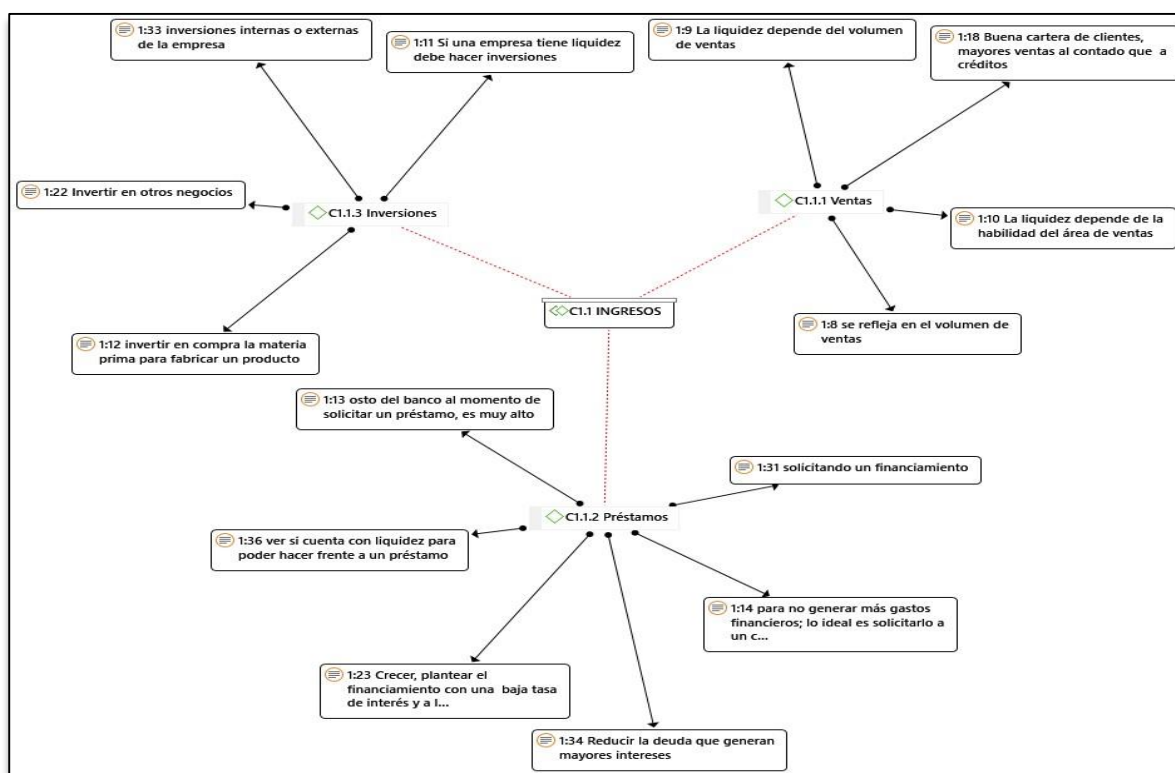 1:33 inversiones internas o externas
de la empresa
1:11 Si una empresa tiene liquidez
debe hacer inversiones
1:9 La liquidez depende del volumen
de ventas
1:18 Buena cartera de clientes,
mayores ventas al contado que a
créditos
1:22 Invertir en otros negocios
C1.1.3 Inversiones
C1.1.1 Ventas
1:10 La liquidez depende de la
habilidad del área de ventas
C1.1 INGRESOS
1:8 se refleja en el volumen de
ventas
1:12 invertir en compra la materia
prima para fabricar un producto
1:13 osto del banco al momento de
solicitar un préstamo, es muy alto
1:31 solicitando un financiamiento
C1.1.2 Préstamos
1:36 ver si cuenta con liquidez para
poder hacer frente a un préstamo
1:14 para no generar más gastos
financieros; lo ideal es solicitarlo a
un c...
1:23 Crecer, plantear el
financiamiento con una baja tasa
de interés y a l...
1:34 Reducir la deuda que generan
mayores intereses